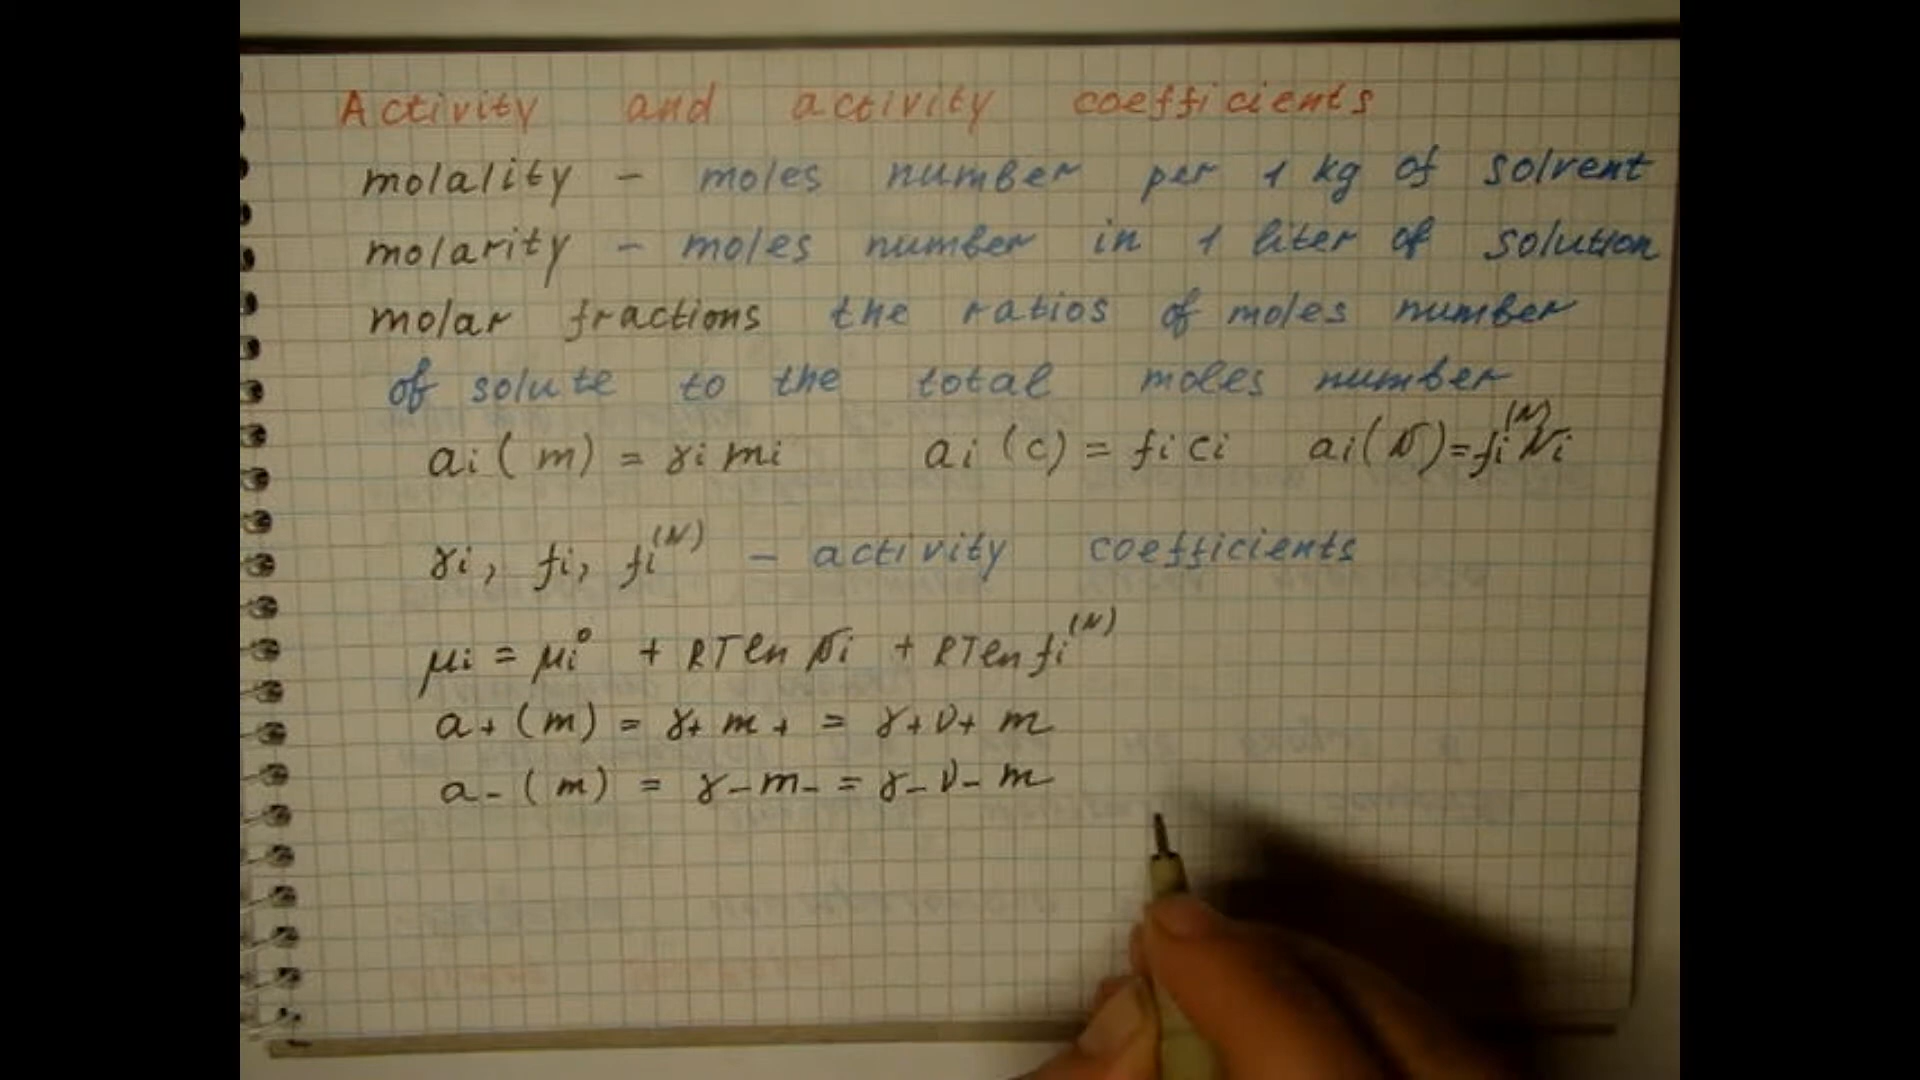 Activity and activity coefficients
molality - moles number per 1 kg of solvent
molarity - moles number in 1 liter of solution
molar fractions the ratios of moles number
of solute to the total moles number
ai(m) = γi mi ai(c) = fi ci ai(N) = fi(N) Ni
γi, fi, fi(N) - activity coefficients
μi = μi⁰ + RTln Ni + RTln fi(N)
a+(m) = γ+ m+ = γ+ ν+ m
a-(m) = γ- m- = γ- ν- m